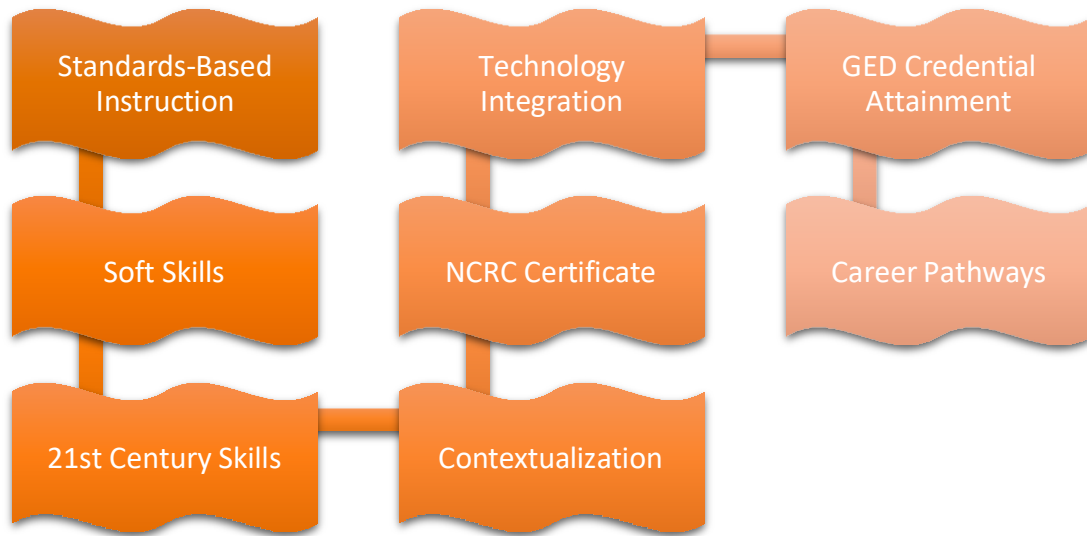 Standards-Based
Instruction
Soft Skills
21st Century Skills
Contextualization
NCRC Certificate
Technology
Integration
GED Credential
Attainment
Career Pathways